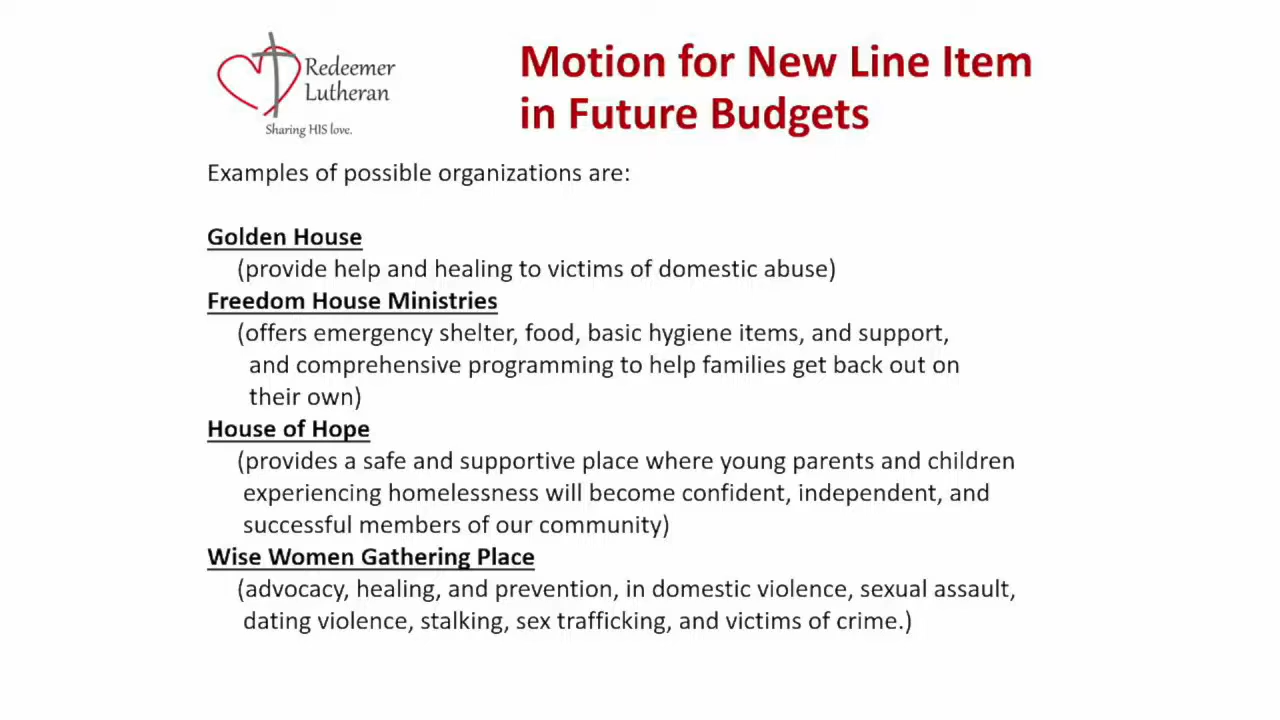 Redeemer
Lutheran
Sharing HIS love.
Motion for New Line Item
in Future Budgets
Examples of possible organizations are:
Golden House
(provide help and healing to victims of domestic abuse)
Freedom House Ministries
(offers emergency shelter, food, basic hygiene items, and support,
and comprehensive programming to help families get back out on
their own)
House of Hope
(provides a safe and supportive place where young parents and children
experiencing homelessness will become confident, independent, and
successful members of our community)
Wise Women Gathering Place
(advocacy, healing, and prevention, in domestic violence, sexual assault,
dating violence, stalking, sex trafficking, and victims of crime.)